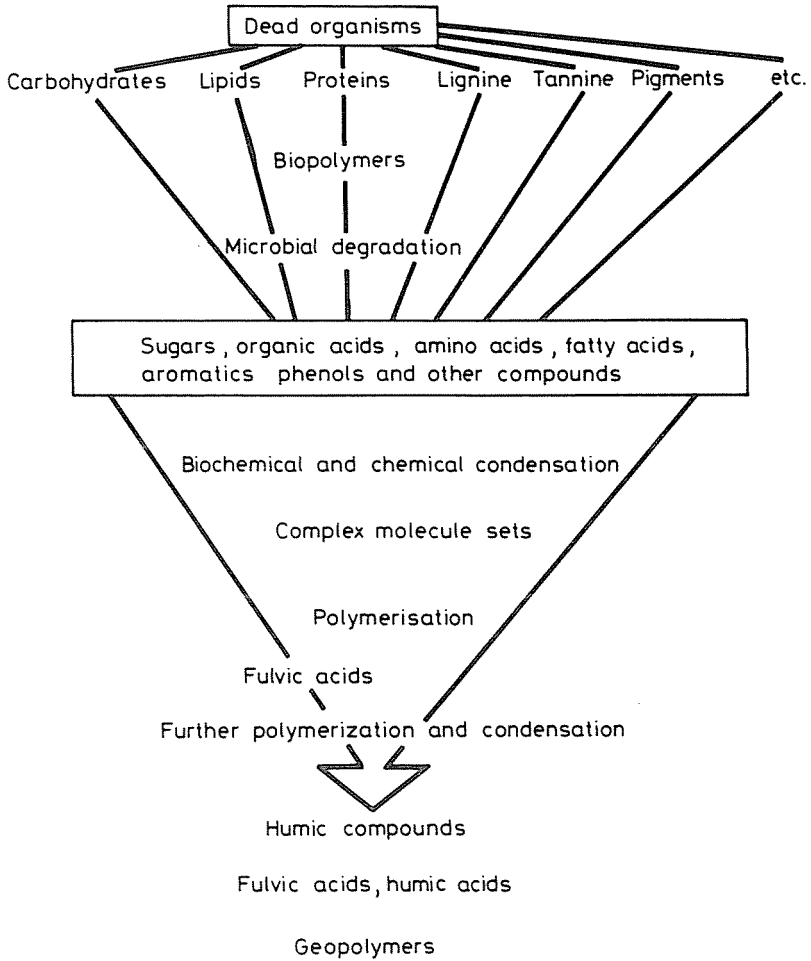 Dead organisms
Carbohydrates Lipids Proteins Lignine Tannine Pigments etc.
Biopolymers
Microbial degradation
Sugars, organic acids, amino acids, fatty acids,
aromatics phenols and other compounds
Biochemical and chemical condensation
Complex molecule sets
Polymerisation
Fulvic acids
Further polymerization and condensation
Humic compounds
Fulvic acids, humic acids
Geopolymers